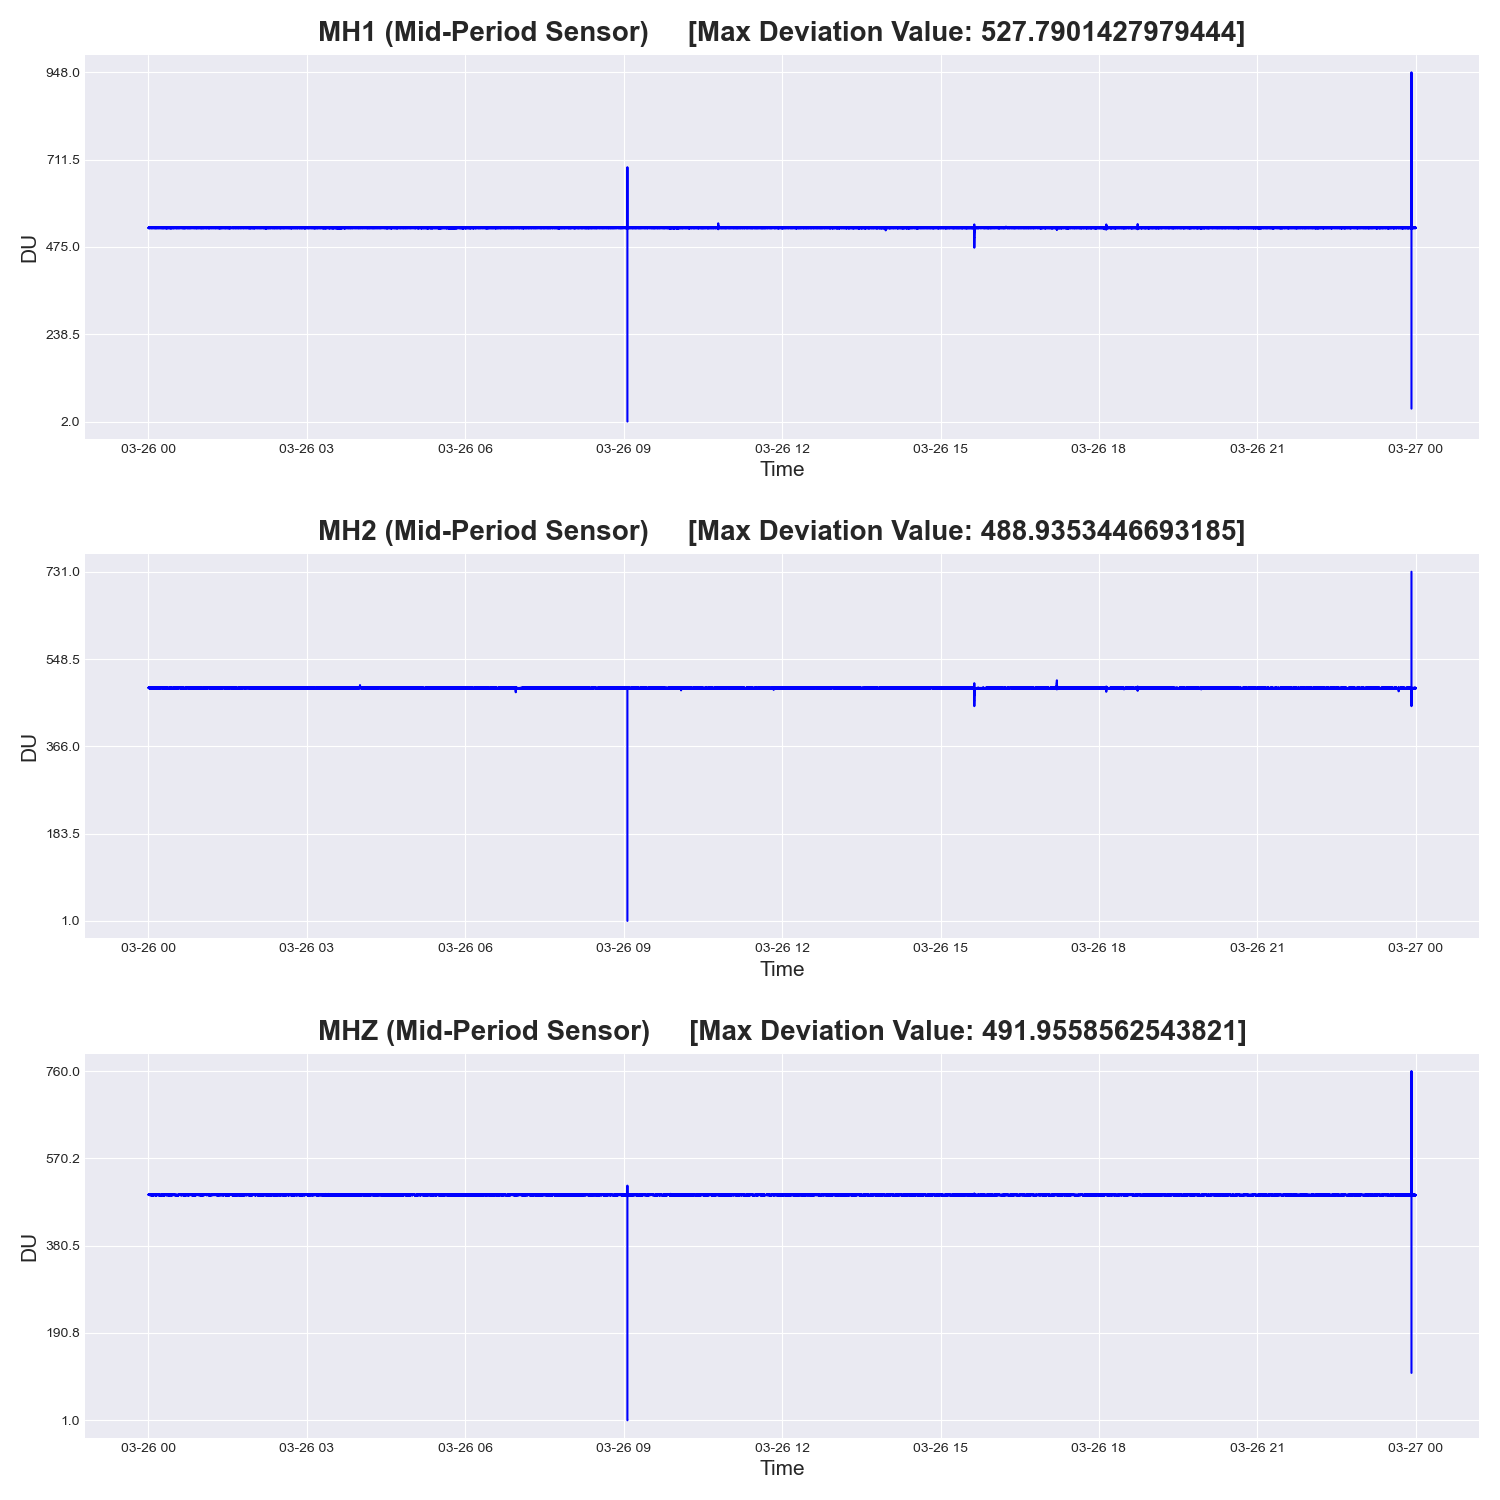 MH1 (Mid-Period Sensor) [Max Deviation Value: 527.7901427979444]
948.0
711.5
475.0
238.5
2.0
DU
03-26 00 03-26 03 03-26 06 03-26 09 03-26 12 03-26 15 03-26 18 03-26 21 03-27 00
Time
MH2 (Mid-Period Sensor) [Max Deviation Value: 488.9353446693185]
731.0
548.5
366.0
183.5
1.0
DU
03-26 00 03-26 03 03-26 06 03-26 09 03-26 12 03-26 15 03-26 18 03-26 21 03-27 00
Time
MHZ (Mid-Period Sensor) [Max Deviation Value: 491.9558562543821]
760.0
570.2
380.5
190.8
1.0
DU
03-26 00 03-26 03 03-26 06 03-26 09 03-26 12 03-26 15 03-26 18 03-26 21 03-27 00
Time